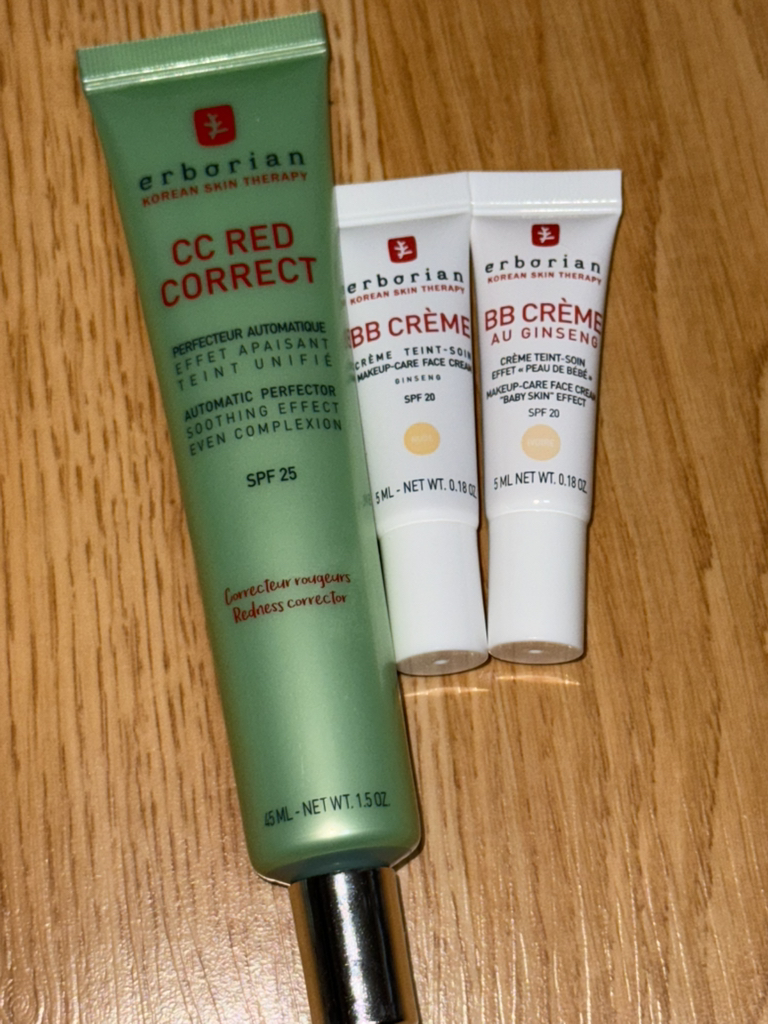 erborian
KOREAN SKIN THERAPY
CC RED
CORRECT
PERFECTEUR AUTOMATIQUE
EFFET APAISANT
TEINT UNIFIÉ
AUTOMATIC PERFECTOR
SOOTHING EFFECT
EVEN COMPLEXION
SPF 25
Correcteur rougeurs
Redness corrector
45 ML - NET WT. 1.5 OZ.
erborian
KOREAN SKIN THERAPY
BB CRÈME
CRÈME TEINT-SOIN
MAKEUP-CARE FACE CREAM
GINSENG
SPF 20
5 ML - NET WT. 0.18 OZ.
erborian
KOREAN SKIN THERAPY
BB CRÈME
AU GINSENG
CRÈME TEINT-SOIN
EFFET « PEAU DE BÉBÉ »
MAKEUP-CARE FACE CREAM
"BABY SKIN" EFFECT
SPF 20
5 ML NET WT. 0.18 OZ.